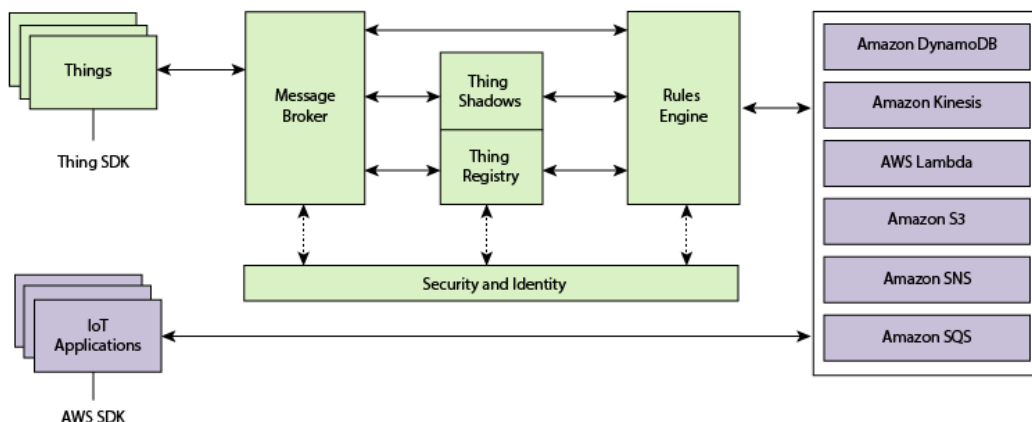 Things
Thing SDK
Message
Broker
Thing
Shadows
Thing
Registry
Rules
Engine
Security and Identity
IoT
Applications
AWS SDK
Amazon DynamoDB
Amazon Kinesis
AWS Lambda
Amazon S3
Amazon SNS
Amazon SQS